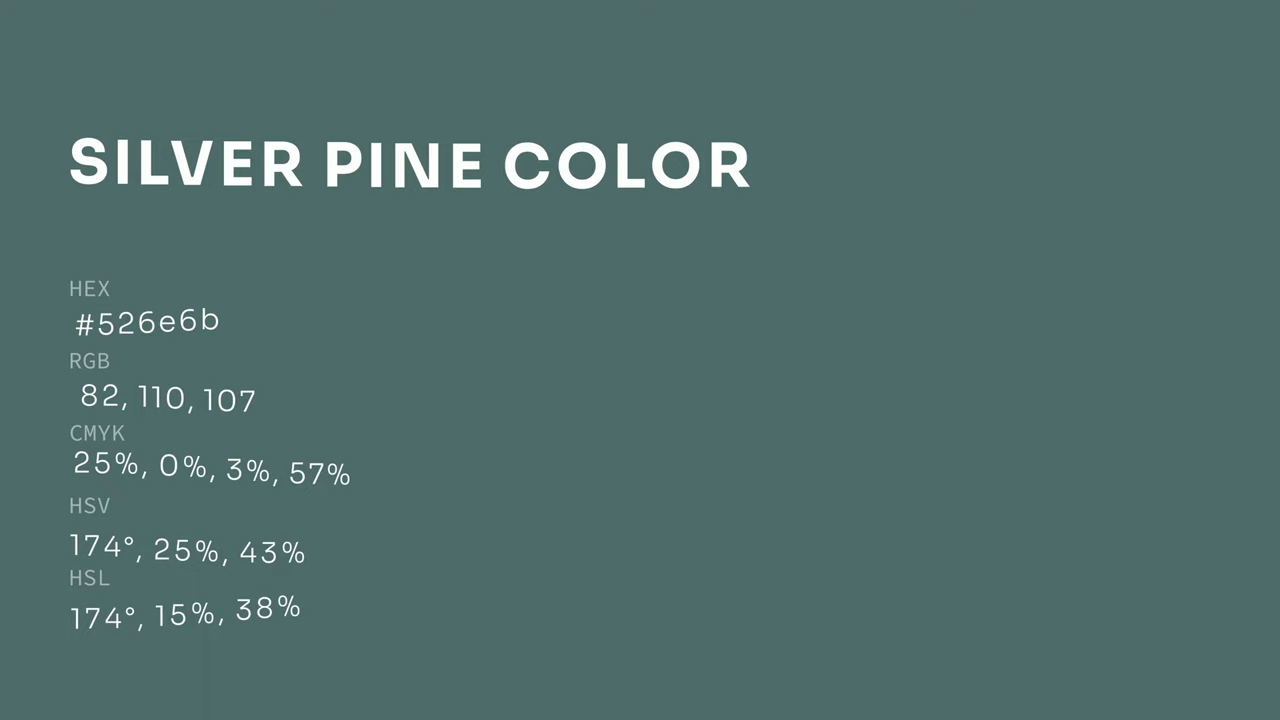 SILVER PINE COLOR
HEX
#526e6b
RGB
82, 110, 107
CMYK
25%, 0%, 3%, 57%
HSV
174°, 25%, 43%
HSL
174°, 15%, 38%